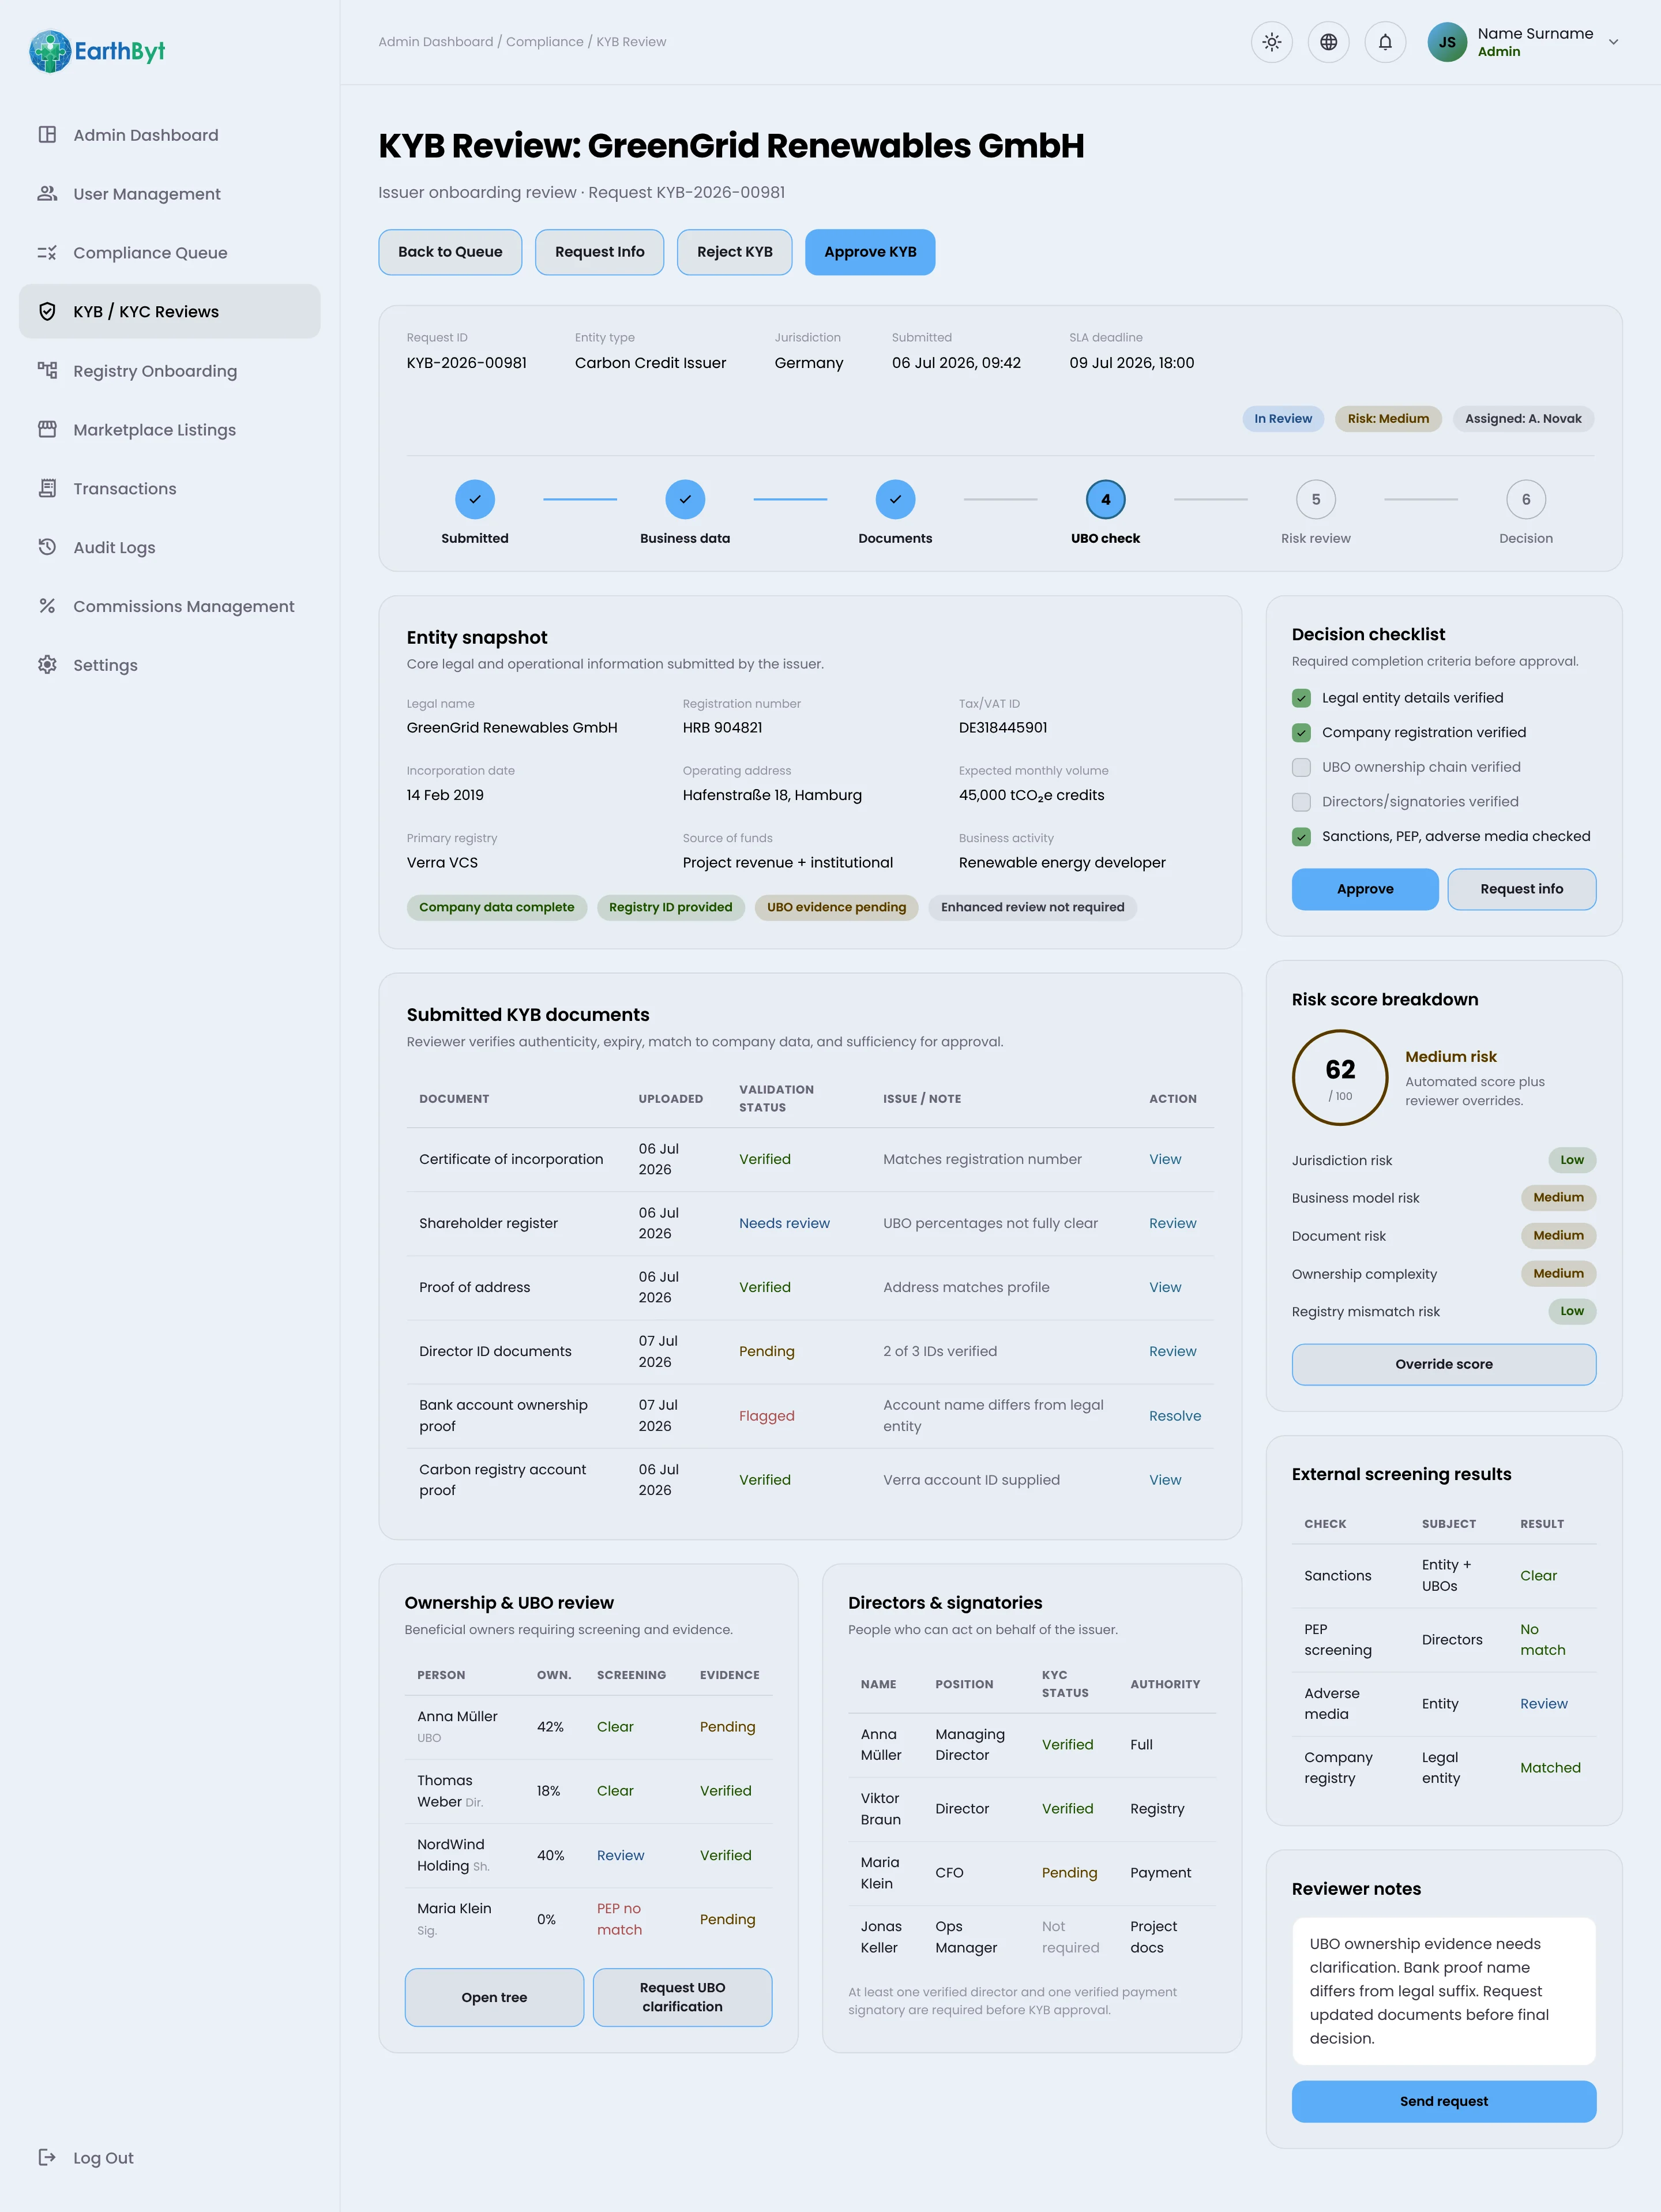 EarthByt
Admin Dashboard
User Management
Compliance Queue
KYB / KYC Reviews
Registry Onboarding
Marketplace Listings
Transactions
Audit Logs
Commissions Management
Settings
Log Out
Admin Dashboard / Compliance / KYB Review
JS
Name Surname
Admin
KYB Review: GreenGrid Renewables GmbH
Issuer onboarding review · Request KYB-2026-00981
Back to Queue
Request Info
Reject KYB
Approve KYB
Request ID
KYB-2026-00981
Entity type
Carbon Credit Issuer
Jurisdiction
Germany
Submitted
06 Jul 2026, 09:42
SLA deadline
09 Jul 2026, 18:00
In Review
Risk: Medium
Assigned: A. Novak
Submitted
Business data
Documents
4
UBO check
5
Risk review
6
Decision
Entity snapshot
Core legal and operational information submitted by the issuer.
Legal name
GreenGrid Renewables GmbH
Registration number
HRB 904821
Tax/VAT ID
DE318445901
Incorporation date
14 Feb 2019
Operating address
Hafenstraße 18, Hamburg
Expected monthly volume
45,000 tCO₂e credits
Primary registry
Verra VCS
Source of funds
Project revenue + institutional
Business activity
Renewable energy developer
Company data complete
Registry ID provided
UBO evidence pending
Enhanced review not required
Submitted KYB documents
Reviewer verifies authenticity, expiry, match to company data, and sufficiency for approval.
DOCUMENT
UPLOADED
VALIDATION
STATUS
ISSUE / NOTE
ACTION
Certificate of incorporation
06 Jul
2026
Verified
Matches registration number
View
Shareholder register
06 Jul
2026
Needs review
UBO percentages not fully clear
Review
Proof of address
06 Jul
2026
Verified
Address matches profile
View
Director ID documents
07 Jul
2026
Pending
2 of 3 IDs verified
Review
Bank account ownership
proof
07 Jul
2026
Flagged
Account name differs from legal
entity
Resolve
Carbon registry account
proof
06 Jul
2026
Verified
Verra account ID supplied
View
Ownership & UBO review
Beneficial owners requiring screening and evidence.
PERSON
OWN.
SCREENING
EVIDENCE
Anna Müller
UBO
42%
Clear
Pending
Thomas
Weber Dir.
18%
Clear
Verified
NordWind
Holding Sh.
40%
Review
Verified
Maria Klein
Sig.
0%
PEP no
match
Pending
Open tree
Request UBO
clarification
Directors & signatories
People who can act on behalf of the issuer.
NAME
POSITION
KYC
STATUS
AUTHORITY
Anna
Müller
Managing
Director
Verified
Full
Viktor
Braun
Director
Verified
Registry
Maria
Klein
CFO
Pending
Payment
Jonas
Keller
Ops
Manager
Not
required
Project
docs
At least one verified director and one verified payment
signatory are required before KYB approval.
Decision checklist
Required completion criteria before approval.
Legal entity details verified
Company registration verified
UBO ownership chain verified
Directors/signatories verified
Sanctions, PEP, adverse media checked
Approve
Request info
Risk score breakdown
62
/ 100
Medium risk
Automated score plus
reviewer overrides.
Jurisdiction risk
Low
Business model risk
Medium
Document risk
Medium
Ownership complexity
Medium
Registry mismatch risk
Low
Override score
External screening results
CHECK
SUBJECT
RESULT
Sanctions
Entity +
UBOs
Clear
PEP
screening
Directors
No
match
Adverse
media
Entity
Review
Company
registry
Legal
entity
Matched
Reviewer notes
UBO ownership evidence needs
clarification. Bank proof name
differs from legal suffix. Request
updated documents before final
decision.
Send request